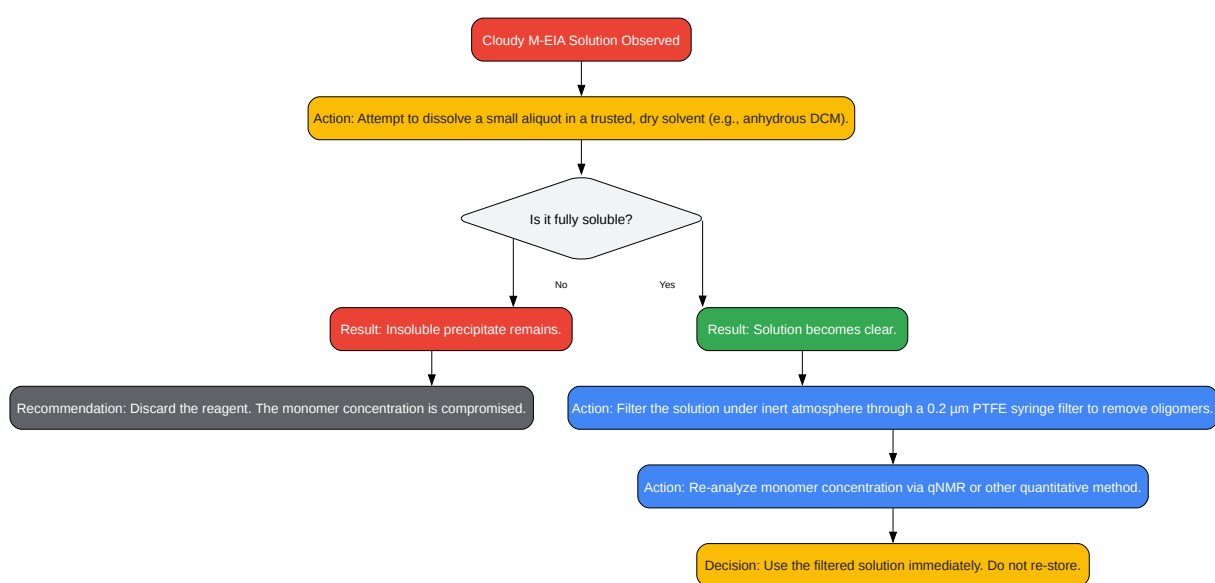 Cloudy M-EIA Solution Observed
Action: Attempt to dissolve a small aliquot in a trusted, dry solvent (e.g., anhydrous DCM).
Is it fully soluble?
No
Yes
Result: Insoluble precipitate remains.
Result: Solution becomes clear.
Recommendation: Discard the reagent. The monomer concentration is compromised.
Action: Filter the solution under inert atmosphere through a 0.2 µm PTFE syringe filter to remove oligomers.
Action: Re-analyze monomer concentration via qNMR or other quantitative method.
Decision: Use the filtered solution immediately. Do not re-store.